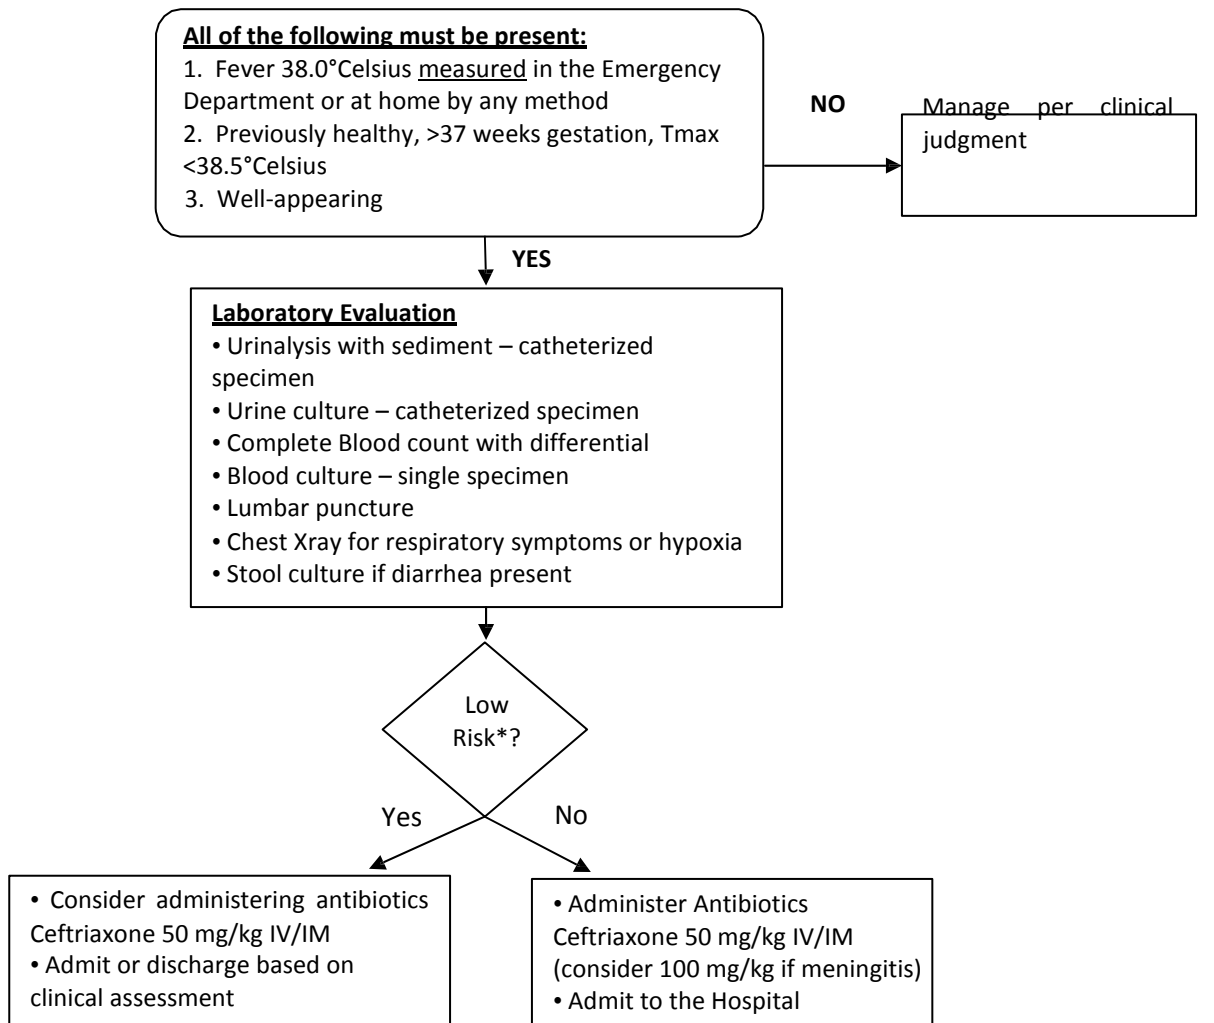 All of the following must be present:
1. Fever 38.0°Celsius measured in the Emergency
Department or at home by any method
2. Previously healthy, >37 weeks gestation, Tmax
<38.5°Celsius
3. Well-appearing
NO
Manage per clinical
judgment
YES
Laboratory Evaluation
• Urinalysis with sediment – catheterized
specimen
• Urine culture – catheterized specimen
• Complete Blood count with differential
• Blood culture – single specimen
• Lumbar puncture
• Chest Xray for respiratory symptoms or hypoxia
• Stool culture if diarrhea present
Low
Risk*?
Yes
No
• Consider administering antibiotics
Ceftriaxone 50 mg/kg IV/IM
• Admit or discharge based on
clinical assessment
• Administer Antibiotics
Ceftriaxone 50 mg/kg IV/IM
(consider 100 mg/kg if meningitis)
• Admit to the Hospital